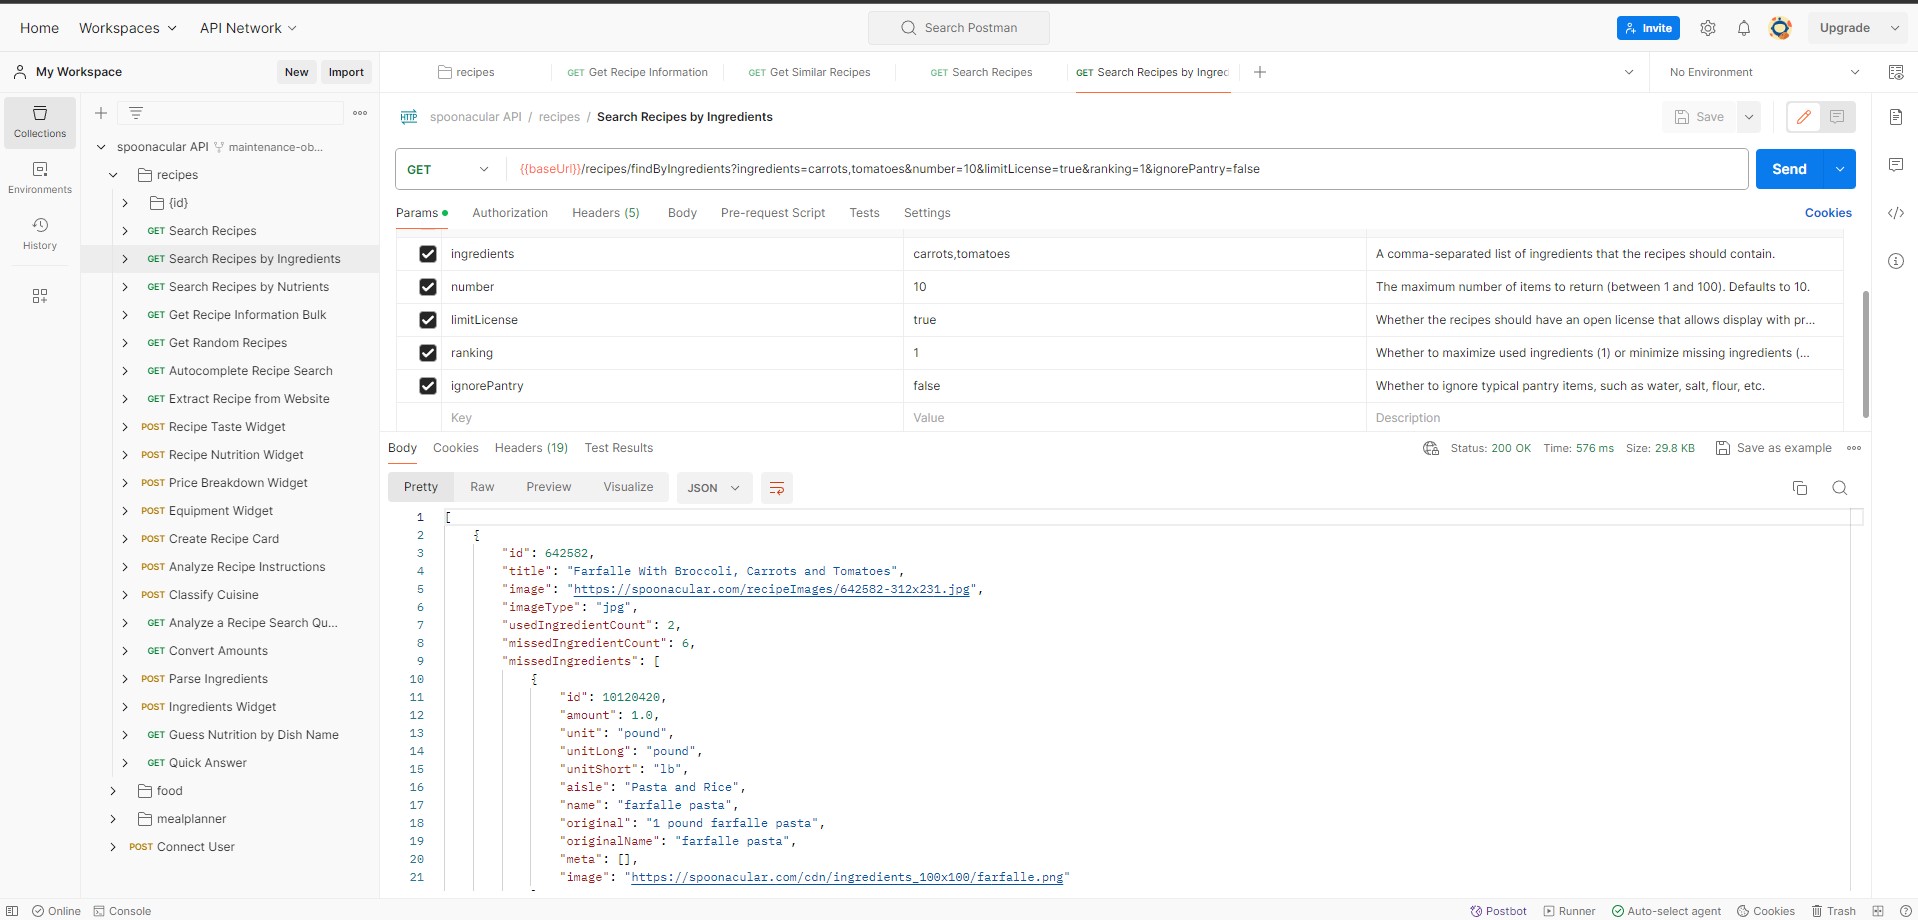 Home Workspaces API Network Search Postman Invite Upgrade
My Workspace New Import recipes GET Get Recipe Information GET Get Similar Recipes GET Search Recipes GET Search Recipes by Ingrec No Environment
Collections
Environments
History
spoonacular API maintenance-ob...
recipes
{id}
GET Search Recipes
GET Search Recipes by Ingredients
GET Search Recipes by Nutrients
GET Get Recipe Information Bulk
GET Get Random Recipes
GET Autocomplete Recipe Search
GET Extract Recipe from Website
POST Recipe Taste Widget
POST Recipe Nutrition Widget
POST Price Breakdown Widget
POST Equipment Widget
POST Create Recipe Card
POST Analyze Recipe Instructions
POST Classify Cuisine
GET Analyze a Recipe Search Qu...
GET Convert Amounts
POST Parse Ingredients
POST Ingredients Widget
GET Guess Nutrition by Dish Name
GET Quick Answer
food
mealplanner
POST Connect User
HTTP spoonacular API / recipes / Search Recipes by Ingredients Save
GET {{baseUrl}}/recipes/findByIngredients?ingredients=carrots,tomatoes&number=10&limitLicense=true&ranking=1&ignorePantry=false Send
Params Authorization Headers (5) Body Pre-request Script Tests Settings Cookies
ingredients carrots,tomatoes A comma-separated list of ingredients that the recipes should contain.
number 10 The maximum number of items to return (between 1 and 100). Defaults to 10.
limitLicense true Whether the recipes should have an open license that allows display with pr...
ranking 1 Whether to maximize used ingredients (1) or minimize missing ingredients (...
ignorePantry false Whether to ignore typical pantry items, such as water, salt, flour, etc.
Key Value Description
Body Cookies Headers (19) Test Results Status: 200 OK Time: 576 ms Size: 29.8 KB Save as example
Pretty Raw Preview Visualize JSON
1 [
2 {
3 "id": 642582,
4 "title": "Farfalle With Broccoli, Carrots and Tomatoes",
5 "image": "https://spoonacular.com/recipeImages/642582-312x231.jpg",
6 "imageType": "jpg",
7 "usedIngredientCount": 2,
8 "missedIngredientCount": 6,
9 "missedIngredients": [
10 {
11 "id": 10120420,
12 "amount": 1.0,
13 "unit": "pound",
14 "unitLong": "pound",
15 "unitShort": "lb",
16 "aisle": "Pasta and Rice",
17 "name": "farfalle pasta",
18 "original": "1 pound farfalle pasta",
19 "originalName": "farfalle pasta",
20 "meta": [],
21 "image": "https://spoonacular.com/cdn/ingredients_100x100/farfalle.png"
Online Console Postbot Runner Auto-select agent Cookies Trash